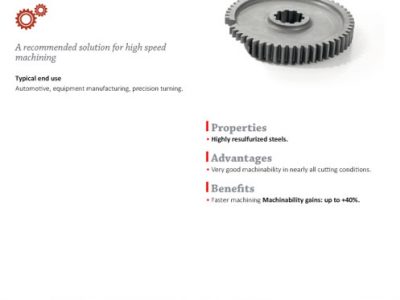 A recommended solution for high speed
machining
Typical end use
Automotive, equipment manufacturing, precision turning.
Properties
• Highly resulfurized steels.
Advantages
• Very good machinability in nearly all cutting conditions.
Benefits
• Faster machining Machinability gains: up to +40%.